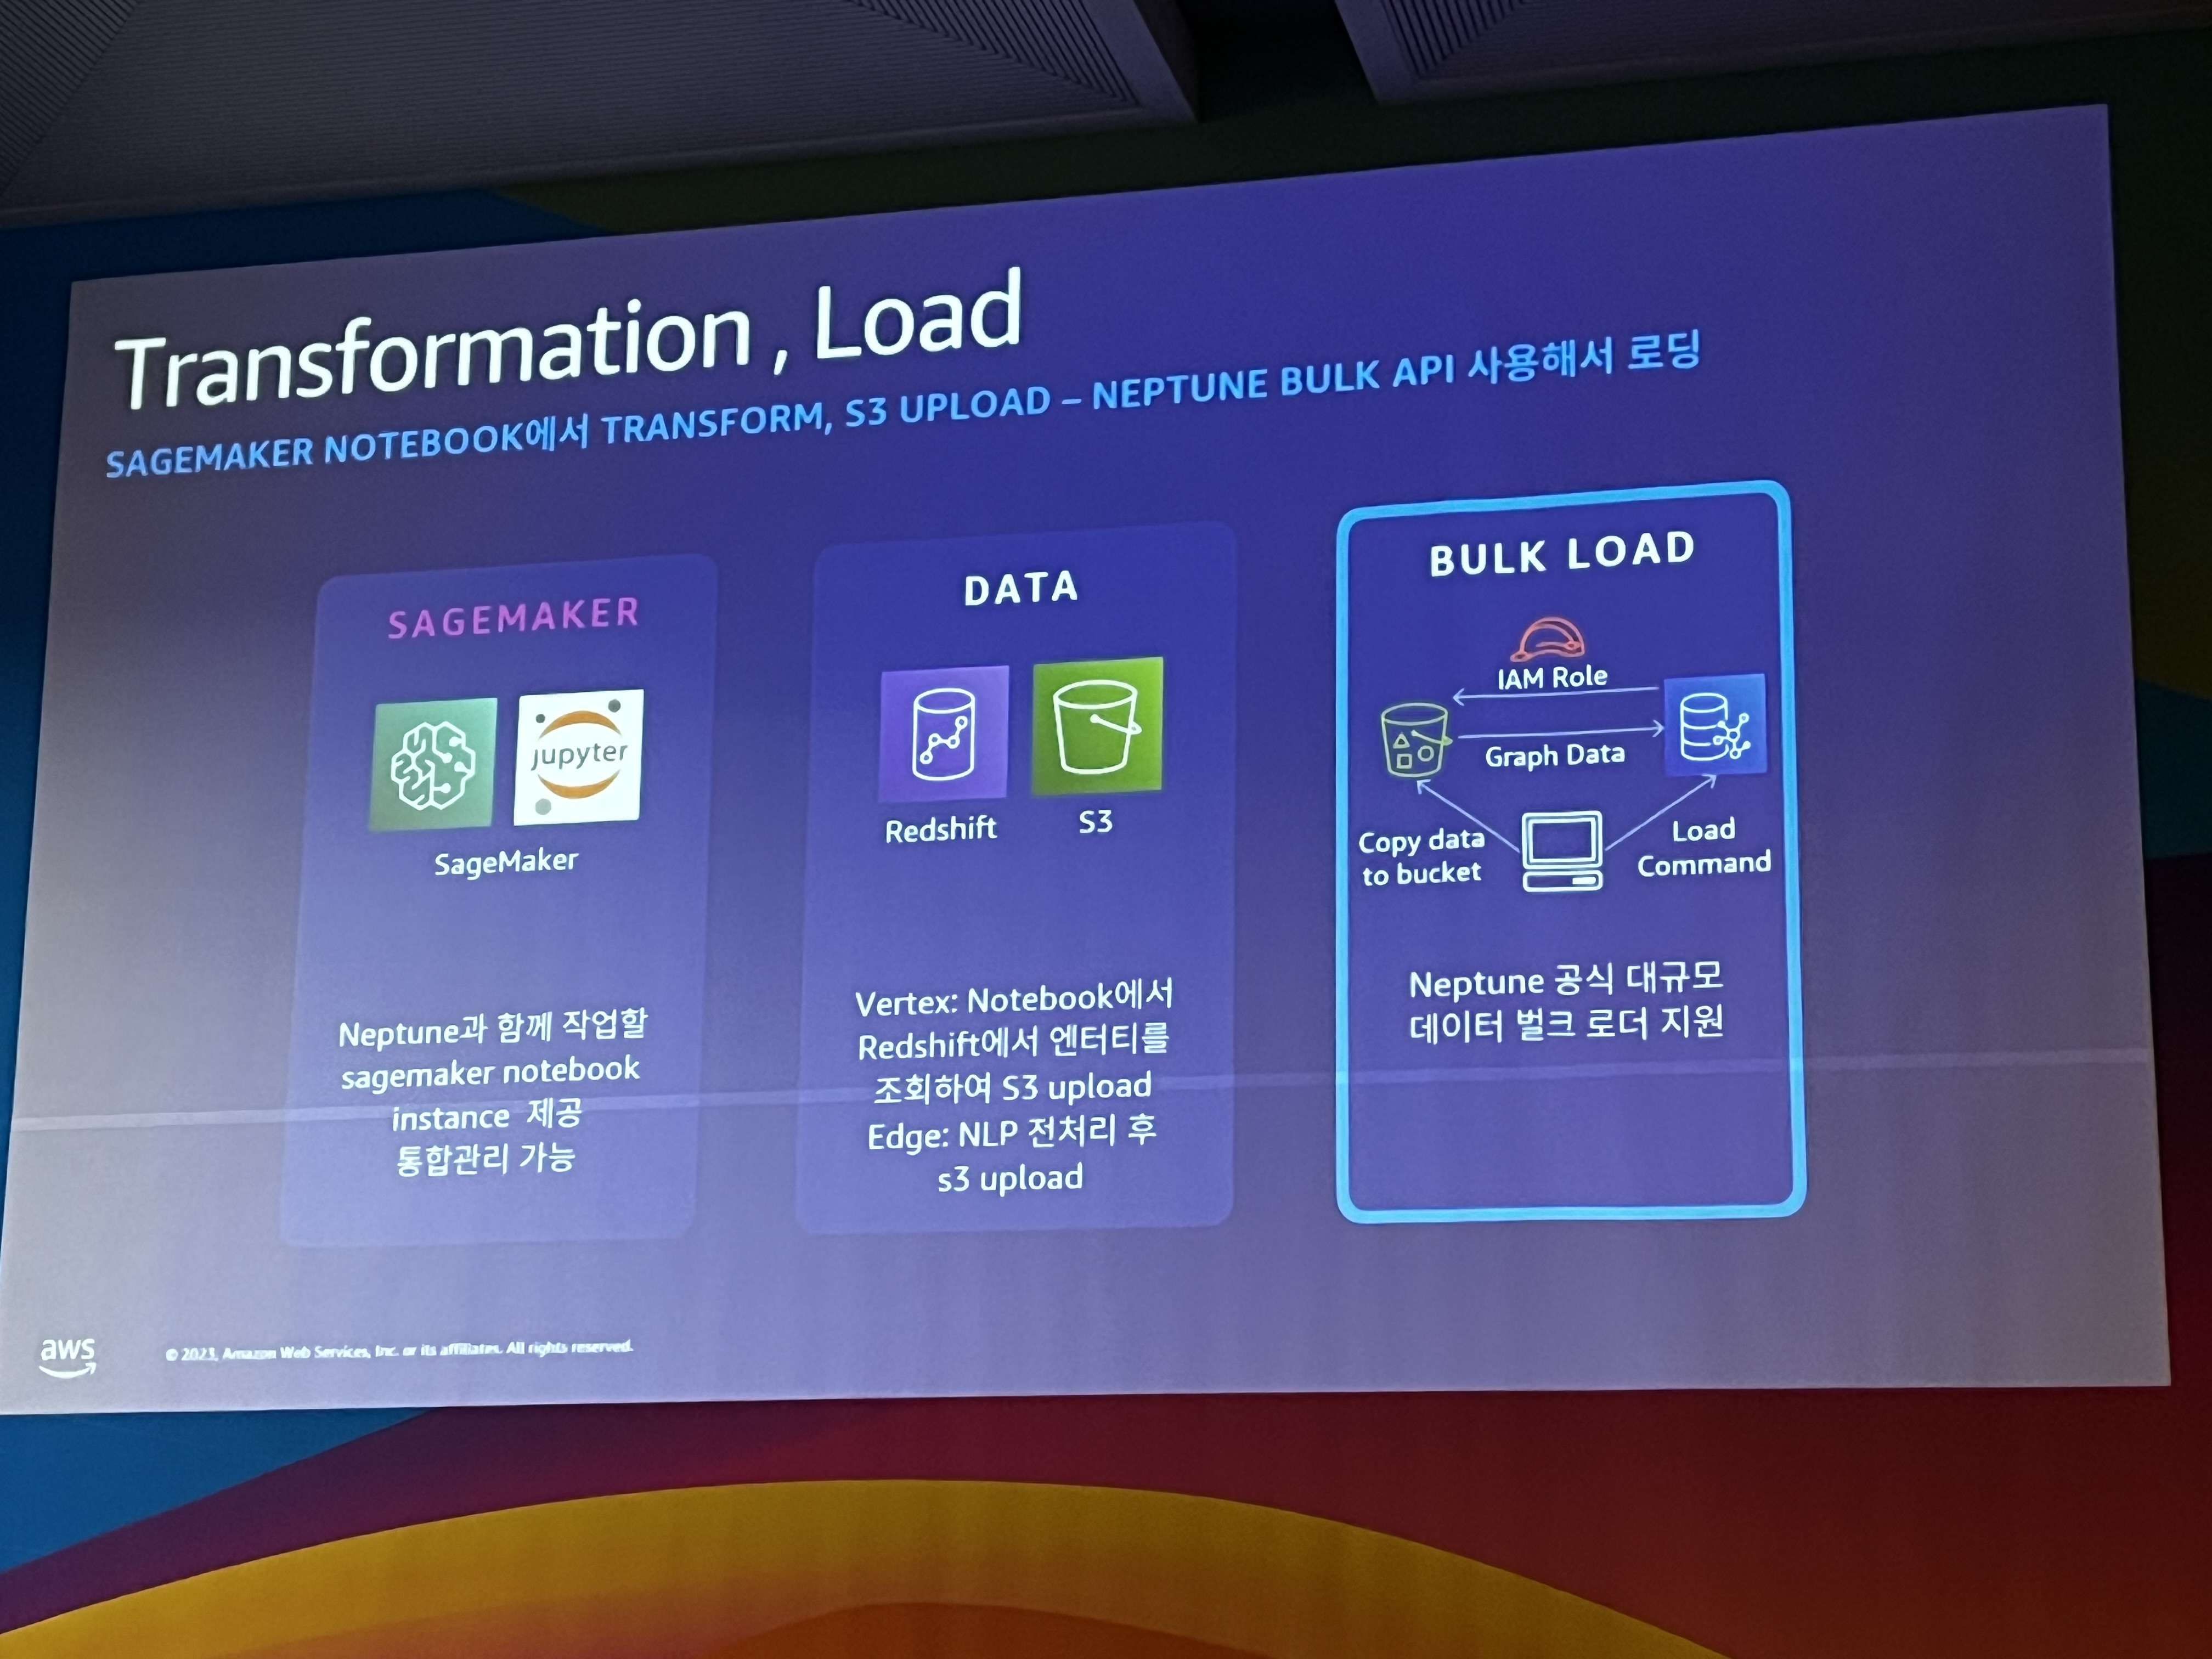 Transformation , Load
SAGEMAKER NOTEBOOK에서 TRANSFORM, S3 UPLOAD – NEPTUNE BULK API 사용해서 로딩
SAGEMAKER
Jupyter
SageMaker
Neptune과 함께 작업할
sagemaker notebook
instance 제공
통합관리 가능
DATA
Redshift
S3
Vertex: Notebook에서
Redshift에서 엔터티를
조회하여 S3 upload
Edge: NLP 전처리 후
s3 upload
BULK LOAD
IAM Role
Graph Data
Copy data
to bucket
Load
Command
Neptune 공식 대규모
데이터 벌크 로더 지원
aws
© 2023, Amazon Web Services, Inc. or its affiliates. All rights reserved.